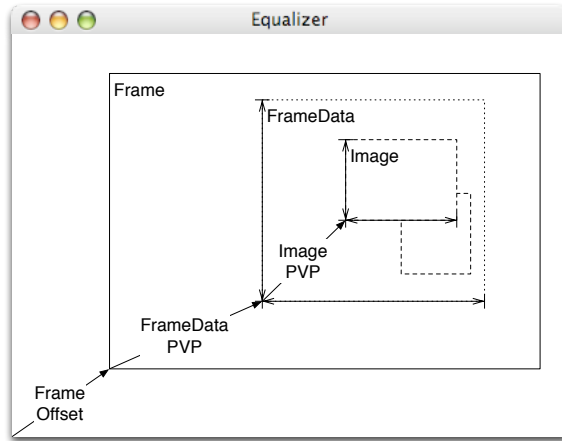 Equalizer
Frame
FrameData
Image
Image
PVP
FrameData
PVP
Frame
Offset